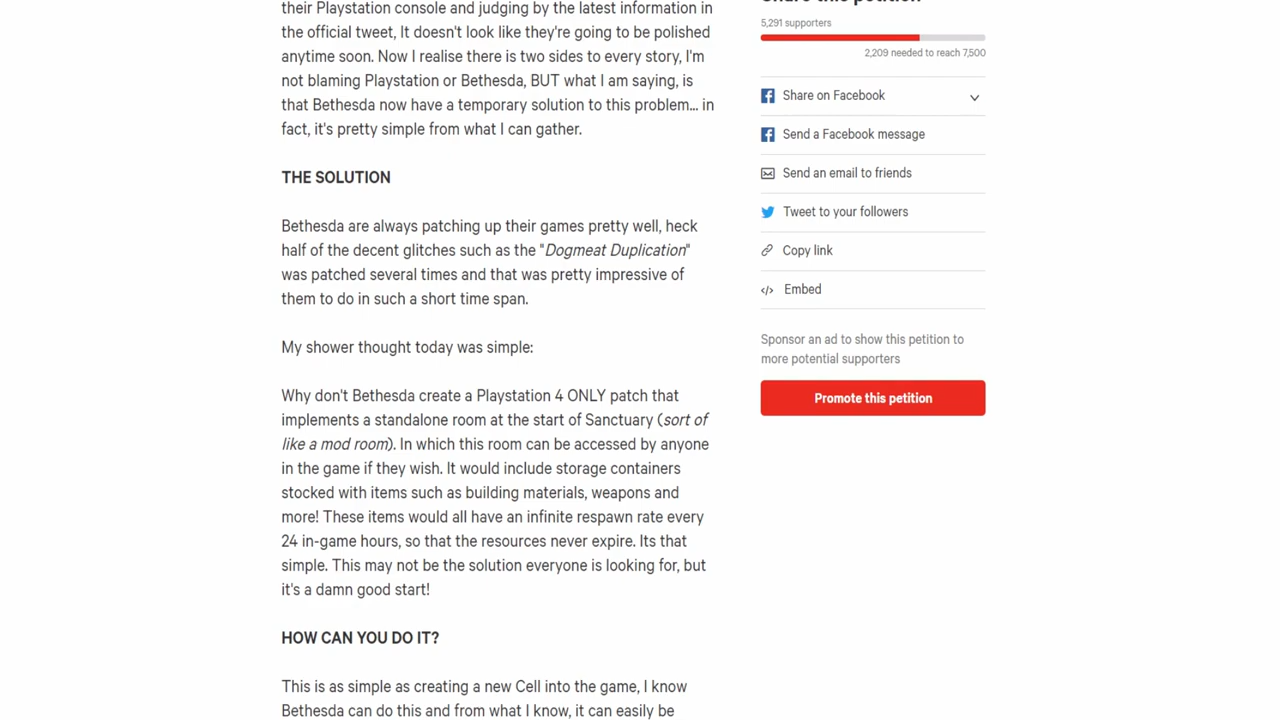 their Playstation console and judging by the latest information in
the official tweet, It doesn't look like they're going to be polished
anytime soon. Now I realise there is two sides to every story, I'm
not blaming Playstation or Bethesda, BUT what I am saying, is
that Bethesda now have a temporary solution to this problem... in
fact, it's pretty simple from what I can gather.
THE SOLUTION
Bethesda are always patching up their games pretty well, heck
half of the decent glitches such as the "Dogmeat Duplication"
was patched several times and that was pretty impressive of
them to do in such a short time span.
My shower thought today was simple:
Why don't Bethesda create a Playstation 4 ONLY patch that
implements a standalone room at the start of Sanctuary (sort of
like a mod room). In which this room can be accessed by anyone
in the game if they wish. It would include storage containers
stocked with items such as building materials, weapons and
more! These items would all have an infinite respawn rate every
24 in-game hours, so that the resources never expire. Its that
simple. This may not be the solution everyone is looking for, but
it's a damn good start!
HOW CAN YOU DO IT?
This is as simple as creating a new Cell into the game, I know
Bethesda can do this and from what I know, it can easily be
Share this petition
5,291 supporters
2,209 needed to reach 7,500
Share on Facebook
Send a Facebook message
Send an email to friends
Tweet to your followers
Copy link
Embed
Sponsor an ad to show this petition to
more potential supporters
Promote this petition